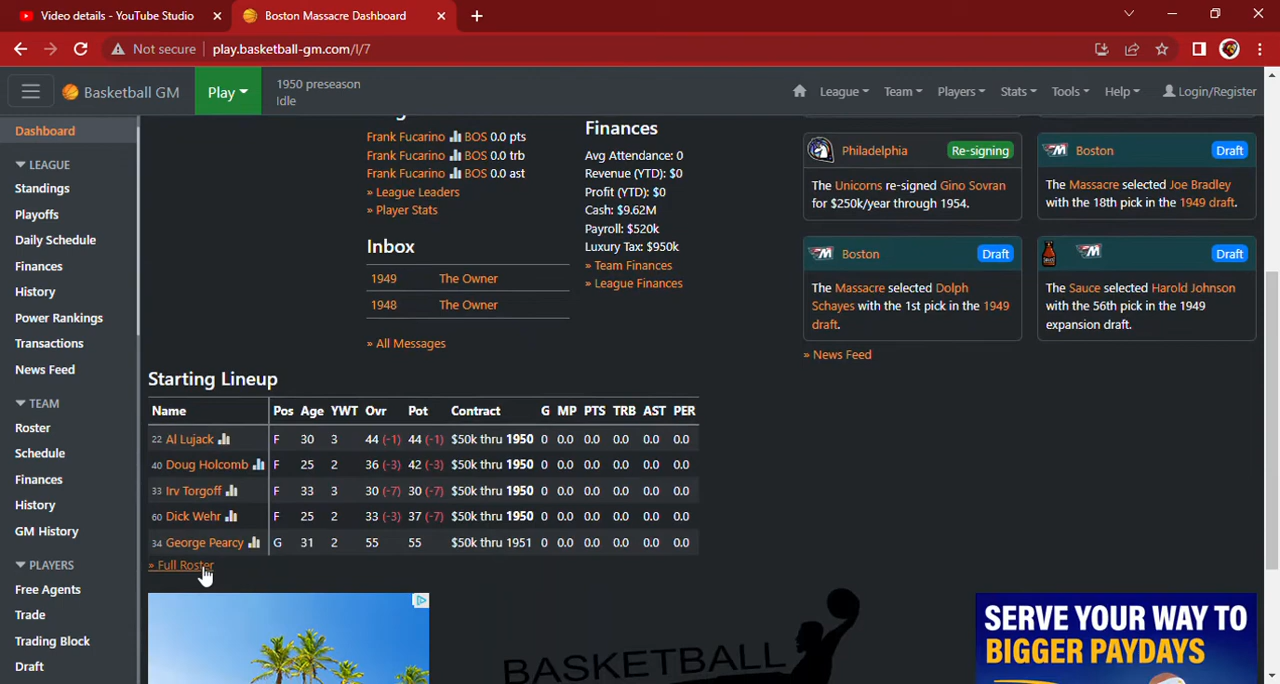 Video details - YouTube Studio
Boston Massacre Dashboard
Not secure
play.basketball-gm.com/l/7
Basketball GM
Play
1950 preseason
Idle
League
Team
Players
Stats
Tools
Help
Login/Register
Dashboard
LEAGUE
Standings
Playoffs
Daily Schedule
Finances
History
Power Rankings
Transactions
News Feed
TEAM
Roster
Schedule
Finances
History
GM History
PLAYERS
Free Agents
Trade
Trading Block
Draft
Frank Fucarino BOS 0.0 pts
Frank Fucarino BOS 0.0 trb
Frank Fucarino BOS 0.0 ast
» League Leaders
» Player Stats
Inbox
1949 The Owner
1948 The Owner
» All Messages
Finances
Avg Attendance: 0
Revenue (YTD): $0
Profit (YTD): $0
Cash: $9.62M
Payroll: $520k
Luxury Tax: $950k
» Team Finances
» League Finances
Philadelphia Re-signing
The Unicorns re-signed Gino Sovran
for $250k/year through 1954.
Boston Draft
The Massacre selected Joe Bradley
with the 18th pick in the 1949 draft.
Boston Draft
The Massacre selected Dolph
Schayes with the 1st pick in the 1949
draft.
Draft
The Sauce selected Harold Johnson
with the 56th pick in the 1949
expansion draft.
» News Feed
Starting Lineup
Name Pos Age YWT Ovr Pot Contract G MP PTS TRB AST PER
22 Al Lujack F 30 3 44 (-1) 44 (-1) $50k thru 1950 0 0.0 0.0 0.0 0.0 0.0
40 Doug Holcomb F 25 2 36 (-3) 42 (-3) $50k thru 1950 0 0.0 0.0 0.0 0.0 0.0
33 Irv Torgoff F 33 3 30 (-7) 30 (-7) $50k thru 1950 0 0.0 0.0 0.0 0.0 0.0
60 Dick Wehr F 25 2 33 (-3) 37 (-7) $50k thru 1950 0 0.0 0.0 0.0 0.0 0.0
34 George Pearcy G 31 2 55 55 $50k thru 1951 0 0.0 0.0 0.0 0.0 0.0
» Full Roster
BASKETBALL
SERVE YOUR WAY TO
BIGGER PAYDAYS